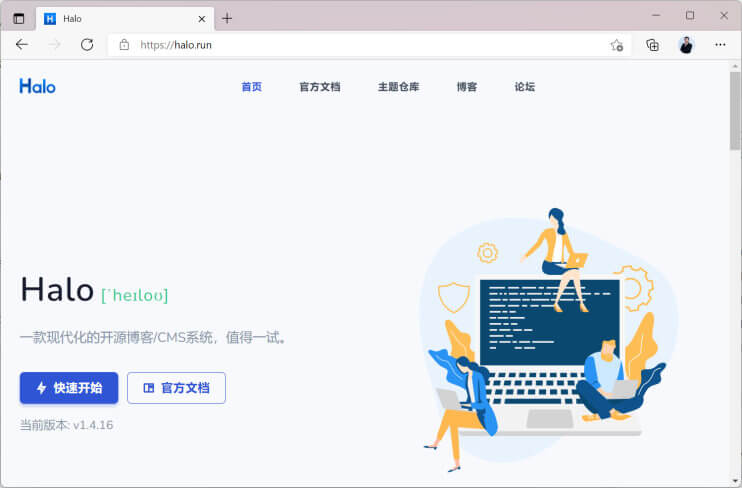 Halo
https://halo.run
Halo
首页 官方文档 主题仓库 博客 论坛
Halo [ˈheɪloʊ]
一款现代化的开源博客/CMS系统，值得一试。
快速开始 官方文档
当前版本: v1.4.16